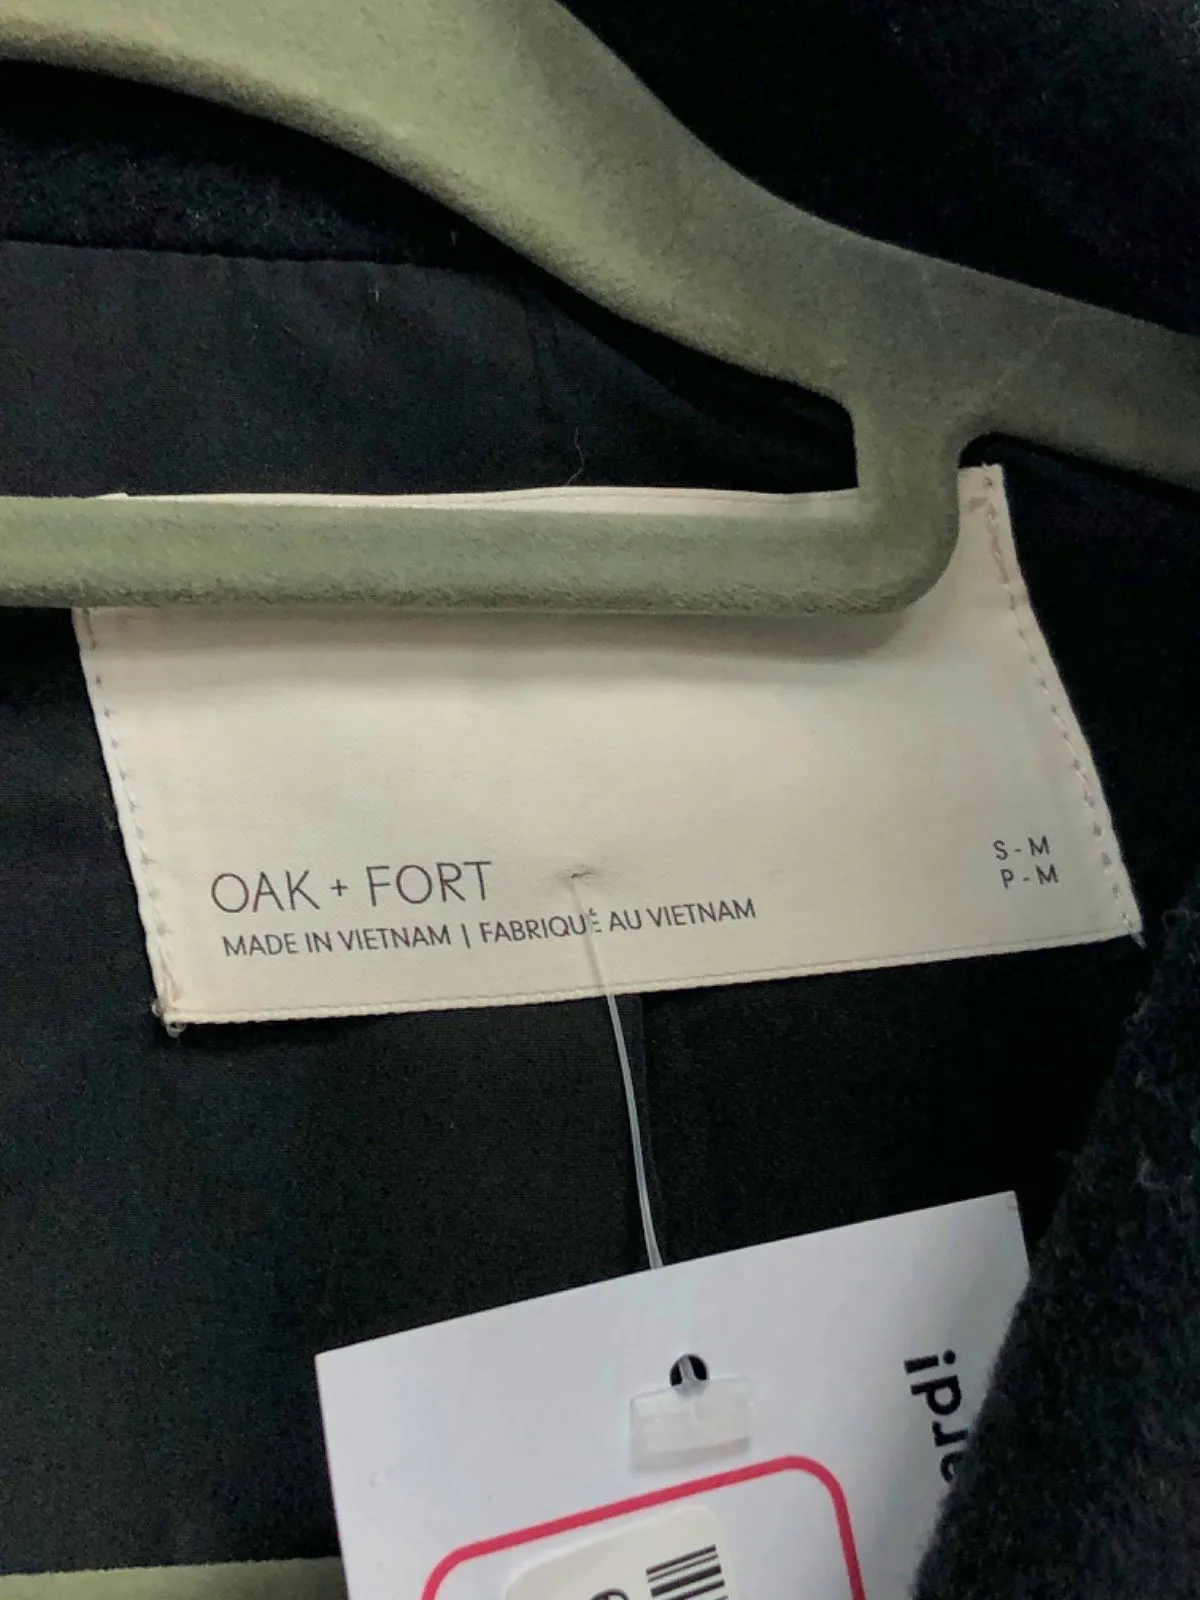 OAK + FORT
MADE IN VIETNAM | FABRIQUÉ AU VIETNAM
S - M
P - M